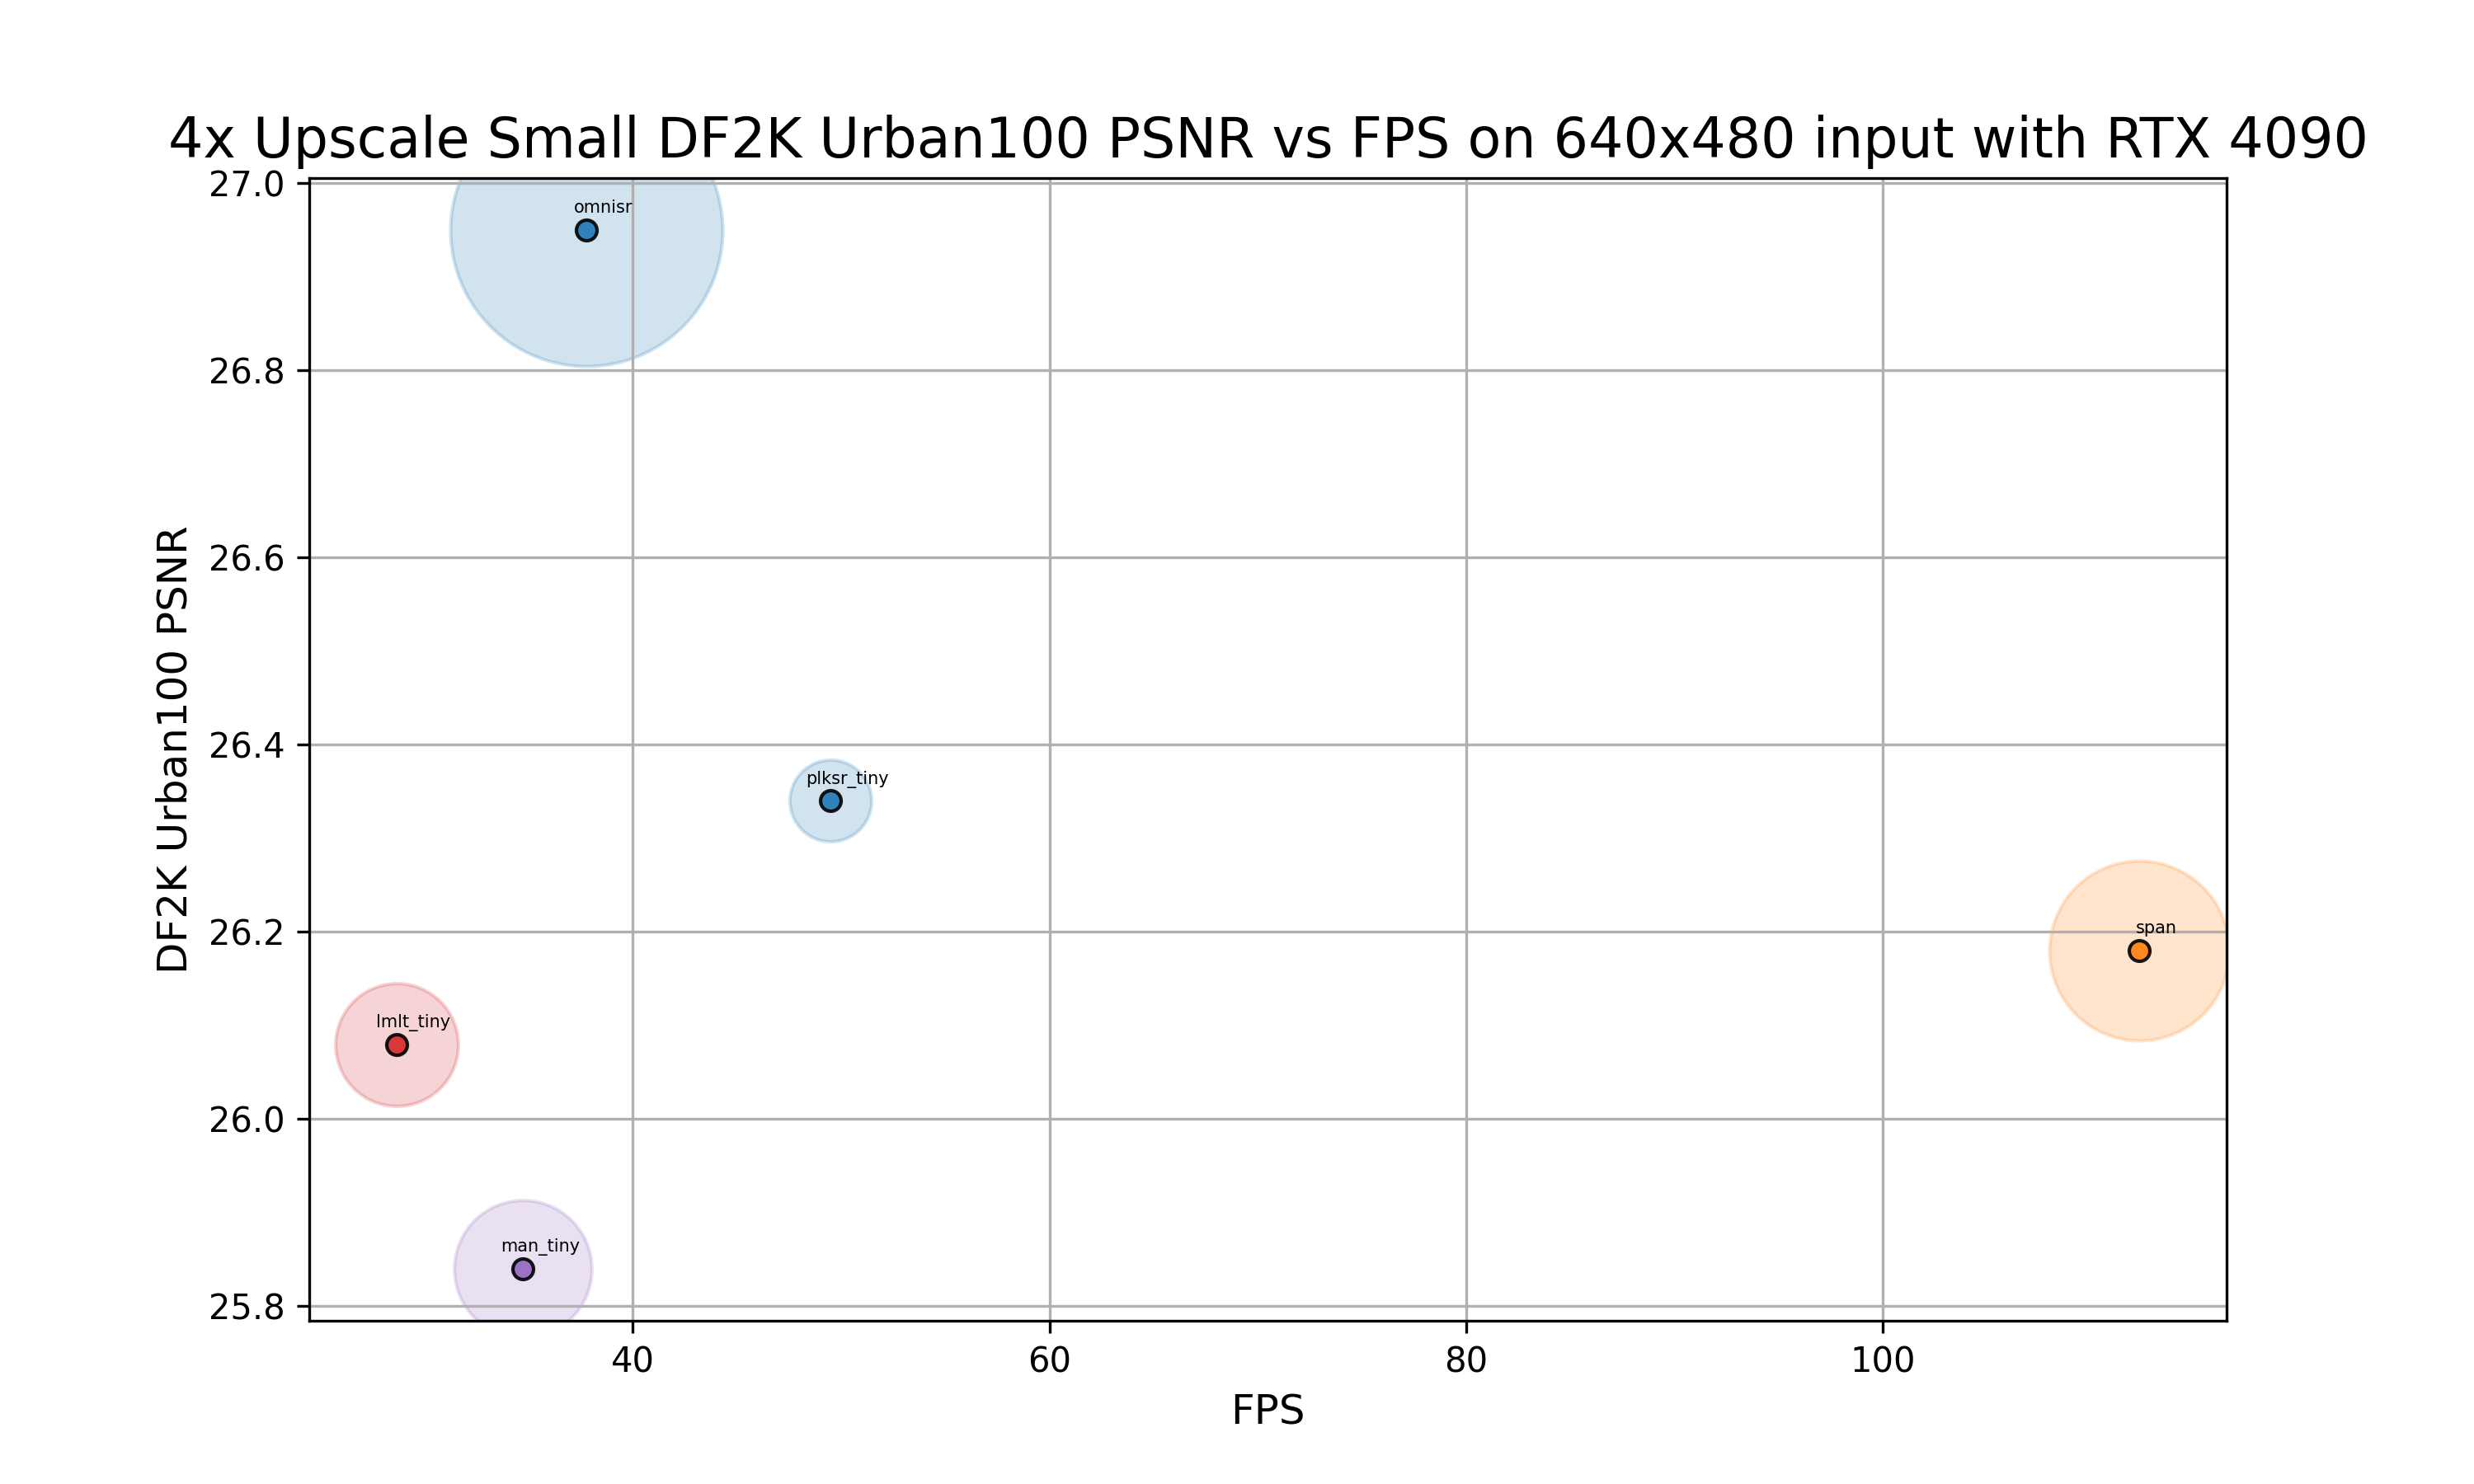 4x Upscale Small DF2K Urban100 PSNR vs FPS on 640x480 input with RTX 4090
27.0
omnisr
26.8
26.6
DF2K Urban100 PSNR
26.4
plksr_tiny
26.2
span
lmlt_tiny
26.0
man_tiny
25.8
40 60 80 100
FPS